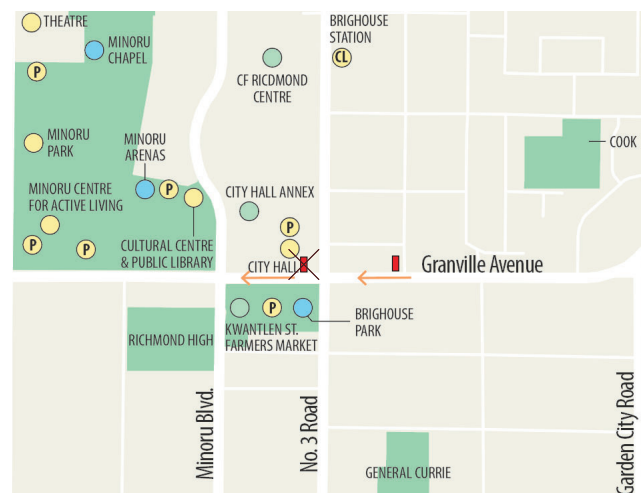 THEATRE
MINORU
CHAPEL
P
BRIGHOUSE
STATION
CL
CF RICDMOND
CENTRE
MINORU
PARK
MINORU
ARENAS
COOK
P
MINORU CENTRE
FOR ACTIVE LIVING
CITY HALL ANNEX
P
P
P
CULTURAL CENTRE
& PUBLIC LIBRARY
CITY HALL
Granville Avenue
P
KWANTLEN ST.
FARMERS MARKET
BRIGHOUSE
PARK
RICHMOND HIGH
Minoru Blvd.
No. 3 Road
Garden City Road
GENERAL CURRIE